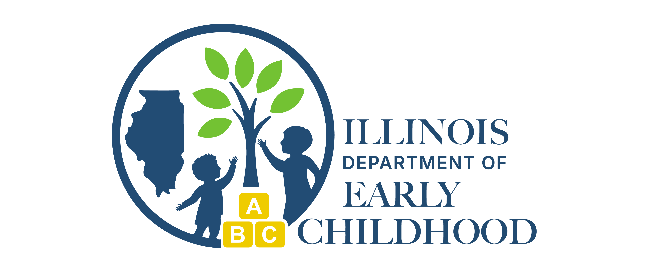 ILLINOIS
DEPARTMENT OF
EARLY
CHILDHOOD
A
B C